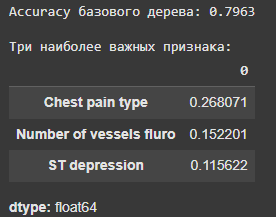 Accuracy базового дерева: 0.7963
Три наиболее важных признака:
0
Chest pain type 0.268071
Number of vessels fluro 0.152201
ST depression 0.115622
dtype: float64